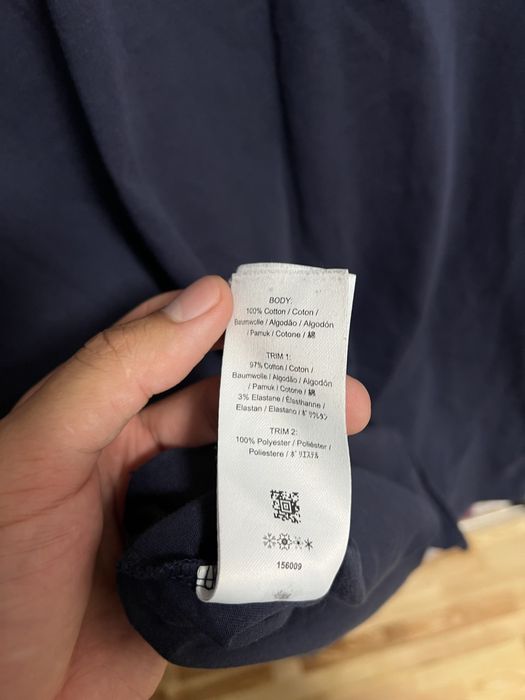 BODY:
100% Cotton / Coton /
Baumwolle / Algodão / Algodón
/ Pamuk / Cotone / 綿
TRIM 1:
97% Cotton / Coton /
Baumwolle / Algodão / Algodón
/ Pamuk / Cotone / 綿
3% Elastane / Élasthanne /
Elastan / Elastano / ﾎﾟﾘｳﾚﾀﾝ
TRIM 2:
100% Polyester / Poliéster /
Poliestere / ﾎﾟﾘｴｽﾃﾙ
156009